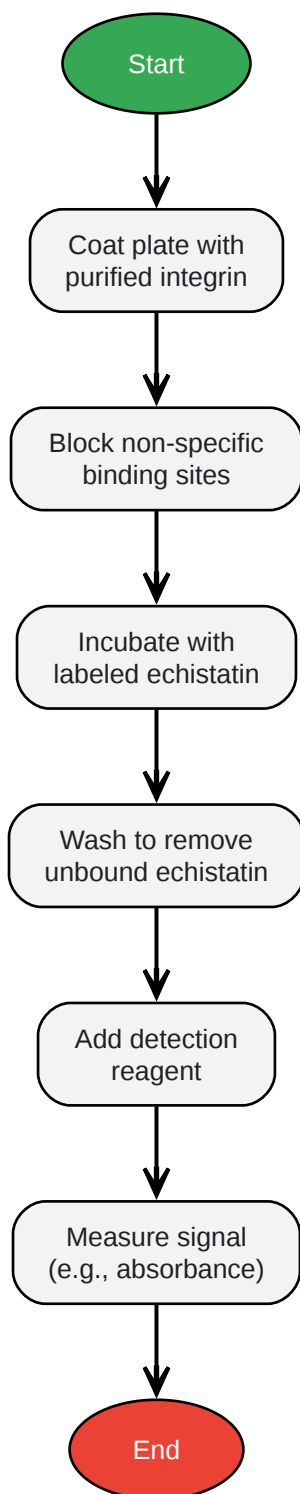 Start
Coat plate with
purified integrin
Block non-specific
binding sites
Incubate with
labeled echistatin
Wash to remove
unbound echistatin
Add detection
reagent
Measure signal
(e.g., absorbance)
End